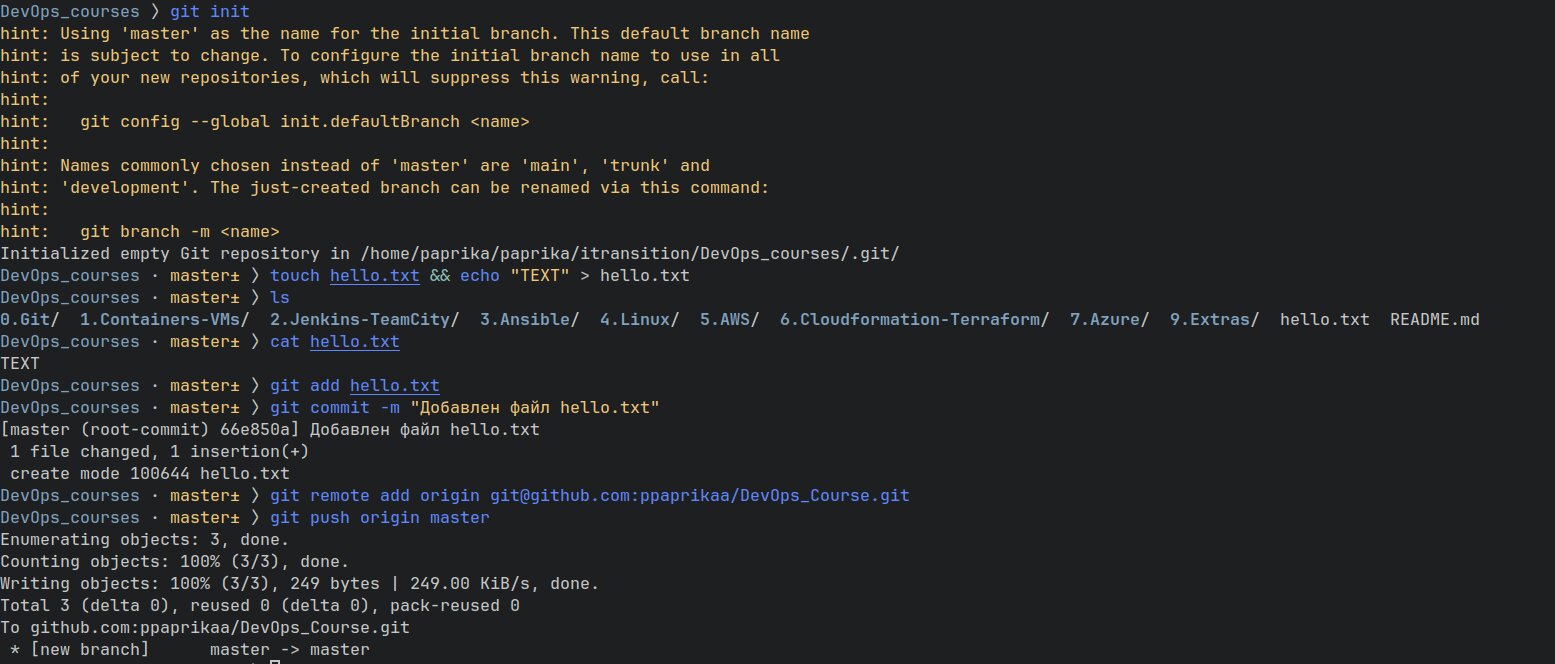 DevOps_courses 〉 git init
hint: Using 'master' as the name for the initial branch. This default branch name
hint: is subject to change. To configure the initial branch name to use in all
hint: of your new repositories, which will suppress this warning, call:
hint:
hint:   git config --global init.defaultBranch <name>
hint:
hint: Names commonly chosen instead of 'master' are 'main', 'trunk' and
hint: 'development'. The just-created branch can be renamed via this command:
hint:
hint:   git branch -m <name>
Initialized empty Git repository in /home/paprika/paprika/itransition/DevOps_courses/.git/
DevOps_courses · master± 〉 touch hello.txt && echo "TEXT" > hello.txt
DevOps_courses · master± 〉 ls
0.Git/  1.Containers-VMs/  2.Jenkins-TeamCity/  3.Ansible/  4.Linux/  5.AWS/  6.Cloudformation-Terraform/  7.Azure/  9.Extras/  hello.txt  README.md
DevOps_courses · master± 〉 cat hello.txt
TEXT
DevOps_courses · master± 〉 git add hello.txt
DevOps_courses · master± 〉 git commit -m "Добавлен файл hello.txt"
[master (root-commit) 66e850a] Добавлен файл hello.txt
 1 file changed, 1 insertion(+)
 create mode 100644 hello.txt
DevOps_courses · master± 〉 git remote add origin git@github.com:ppaprikaa/DevOps_Course.git
DevOps_courses · master± 〉 git push origin master
Enumerating objects: 3, done.
Counting objects: 100% (3/3), done.
Writing objects: 100% (3/3), 249 bytes | 249.00 KiB/s, done.
Total 3 (delta 0), reused 0 (delta 0), pack-reused 0
To github.com:ppaprikaa/DevOps_Course.git
 * [new branch]      master -> master